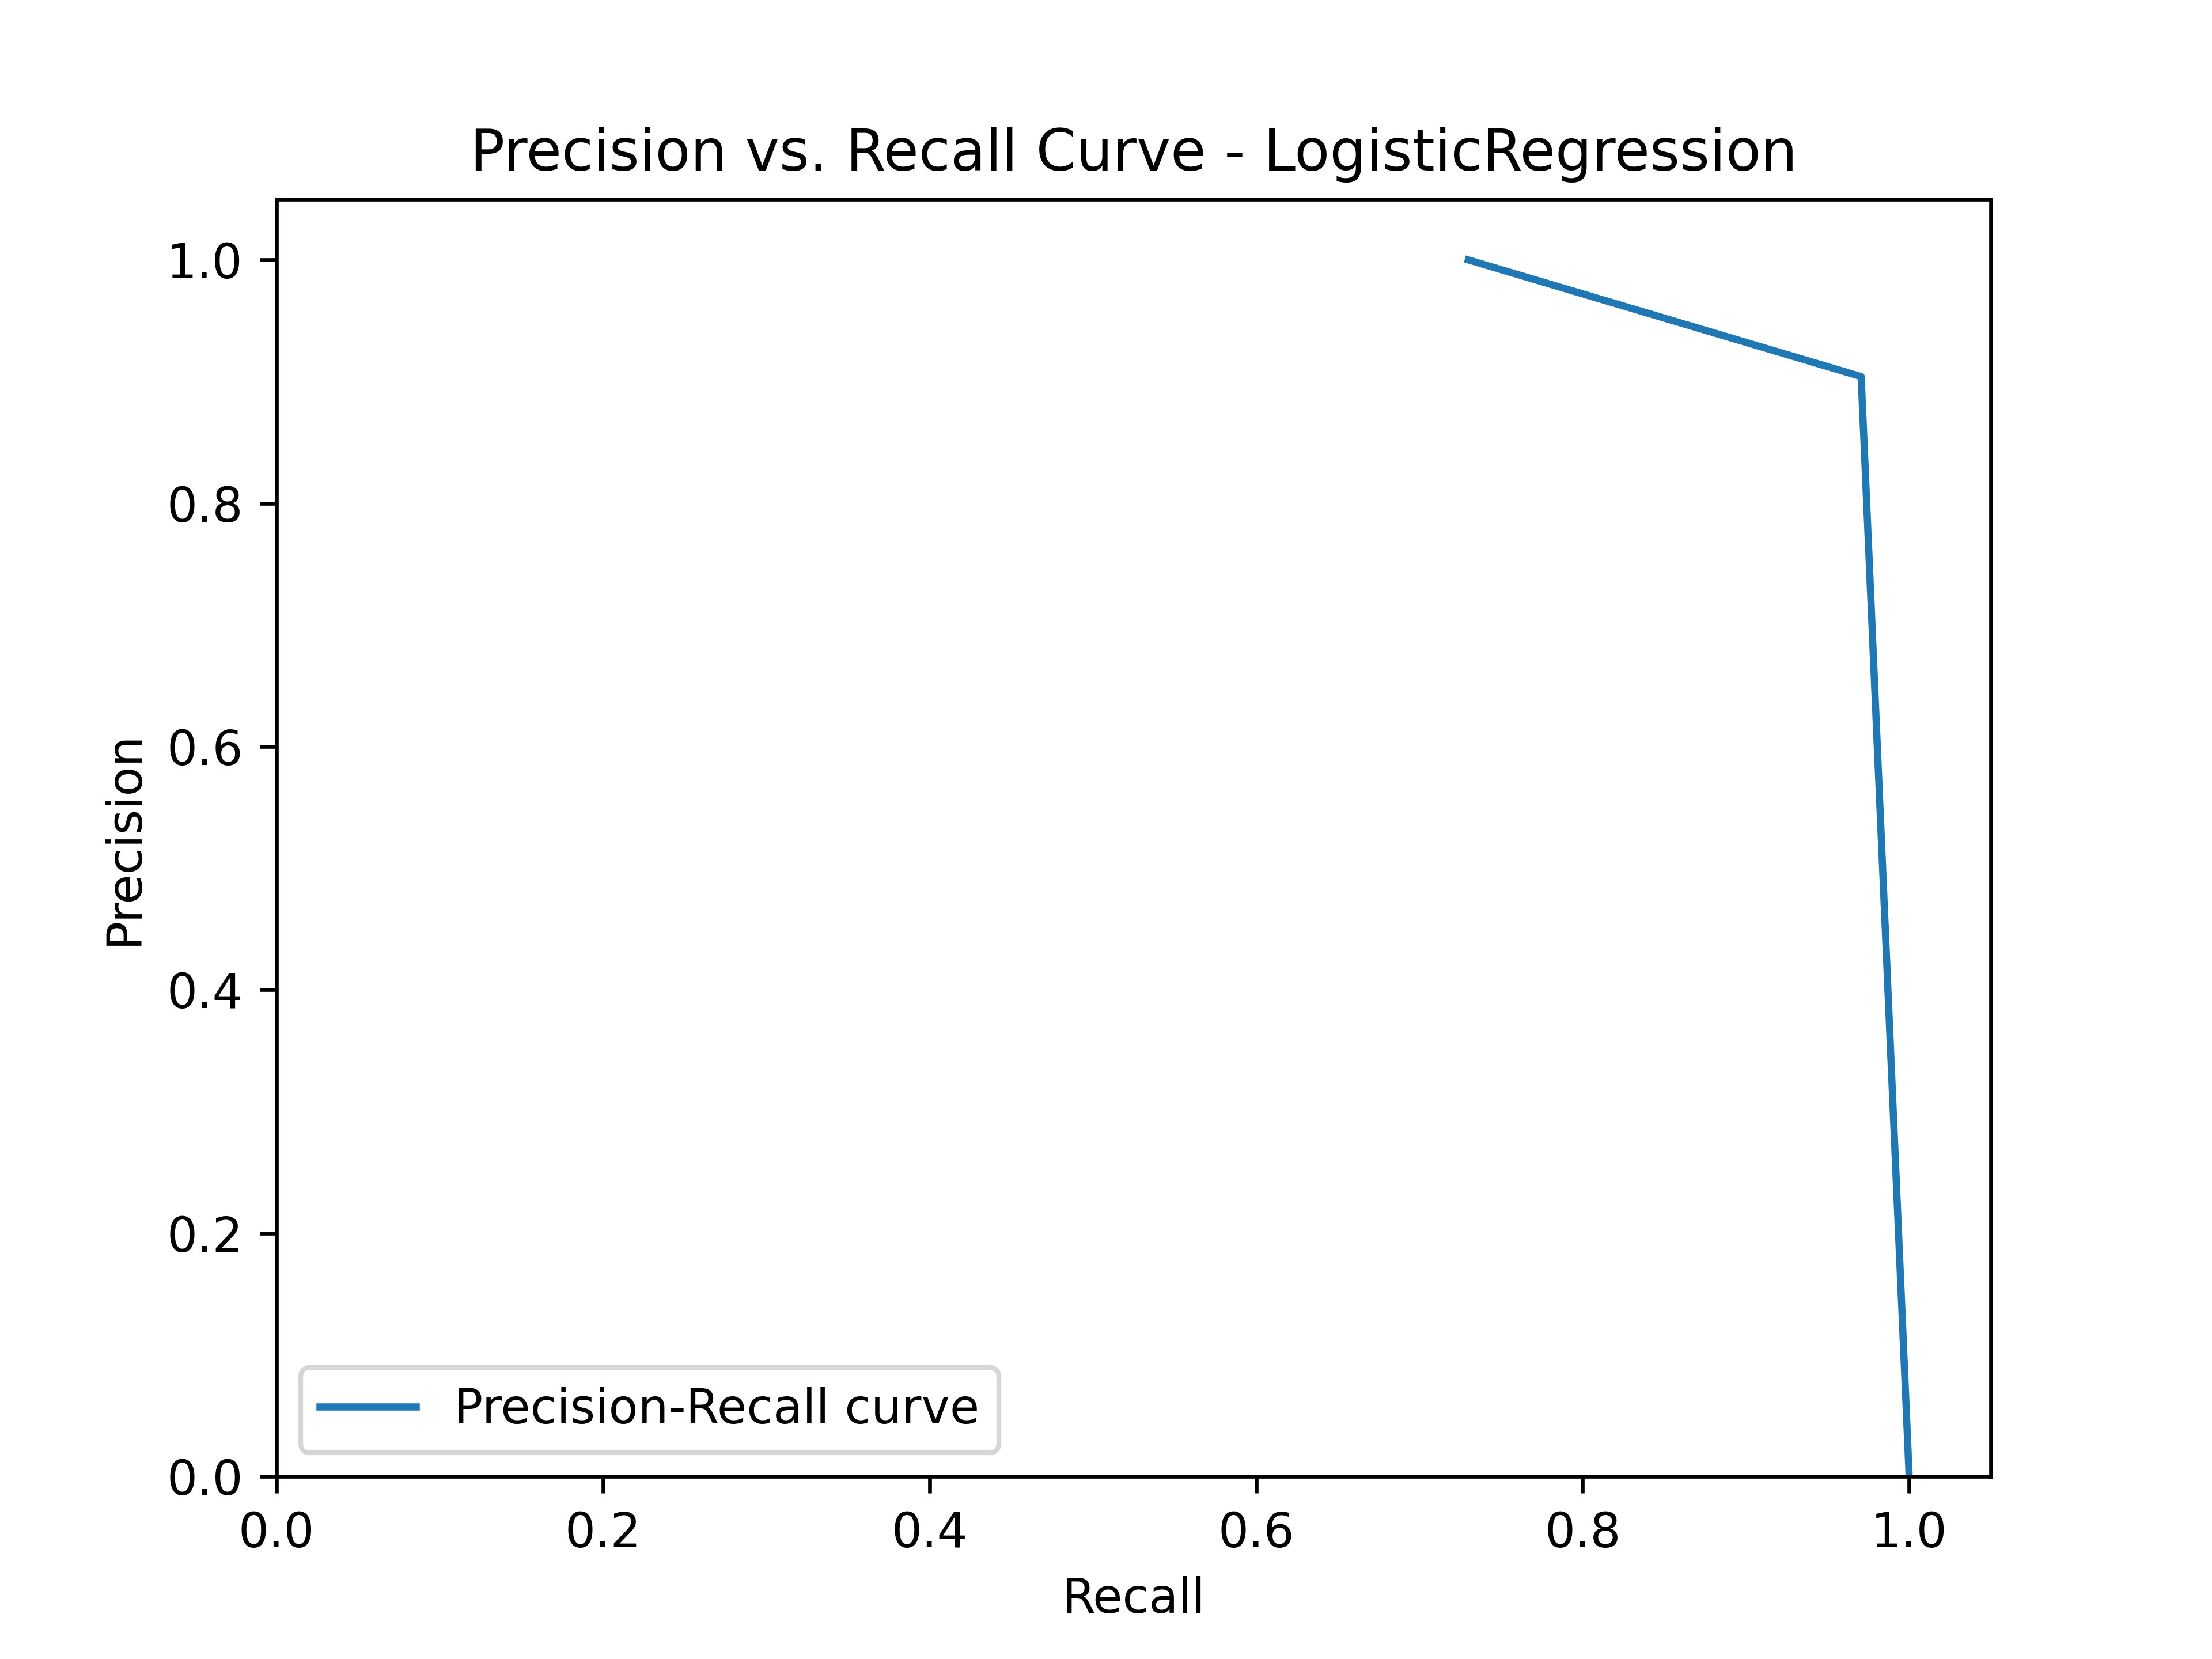 Precision vs. Recall Curve - LogisticRegression
1.0
0.8
0.6
0.4
0.2
0.0
Precision
Precision-Recall curve
0.0 0.2 0.4 0.6 0.8 1.0
Recall